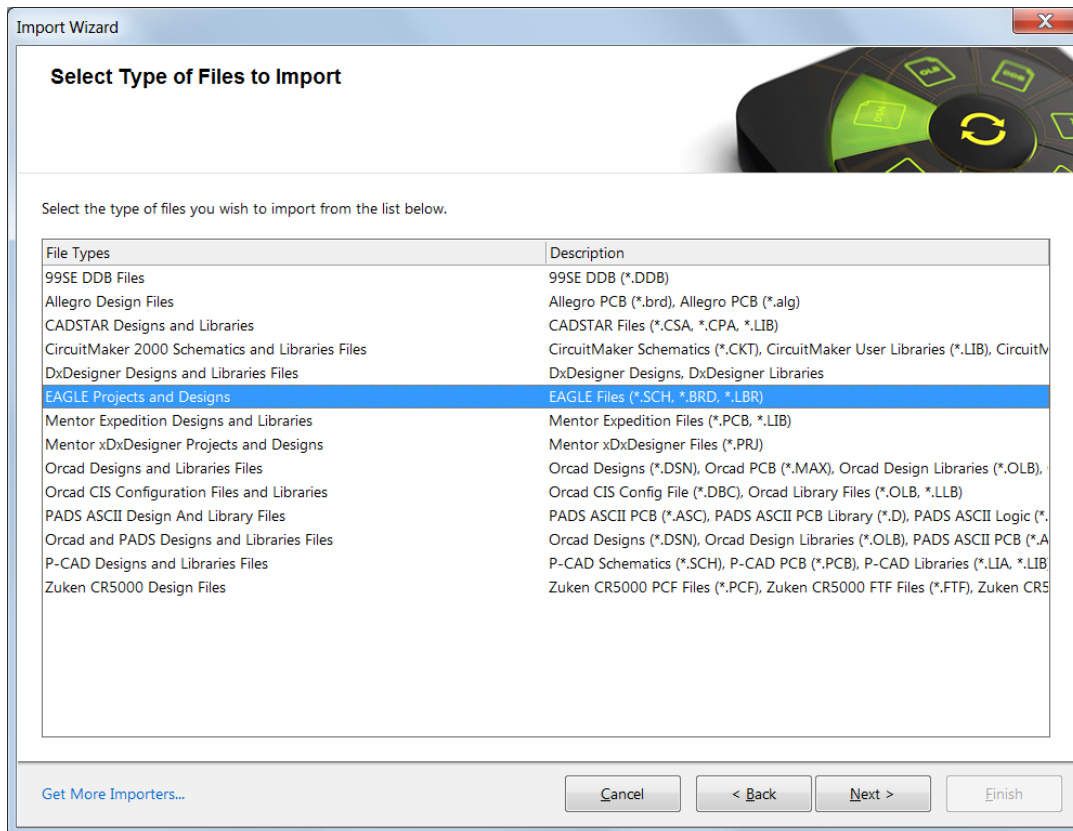 Import Wizard
Select Type of Files to Import
OLB
DDB
DSN
Select the type of files you wish to import from the list below.
File Types Description
99SE DDB Files 99SE DDB (*.DDB)
Allegro Design Files Allegro PCB (*.brd), Allegro PCB (*.alg)
CADSTAR Designs and Libraries CADSTAR Files (*.CSA, *.CPA, *.LIB)
CircuitMaker 2000 Schematics and Libraries Files CircuitMaker Schematics (*.CKT), CircuitMaker User Libraries (*.LIB), CircuitM
DxDesigner Designs and Libraries Files DxDesigner Designs, DxDesigner Libraries
EAGLE Projects and Designs EAGLE Files (*.SCH, *.BRD, *.LBR)
Mentor Expedition Designs and Libraries Mentor Expedition Files (*.PCB, *.LIB)
Mentor xDxDesigner Projects and Designs Mentor xDxDesigner Files (*.PRJ)
Orcad Designs and Libraries Files Orcad Designs (*.DSN), Orcad PCB (*.MAX), Orcad Design Libraries (*.OLB),
Orcad CIS Configuration Files and Libraries Orcad CIS Config File (*.DBC), Orcad Library Files (*.OLB, *.LLB)
PADS ASCII Design And Library Files PADS ASCII PCB (*.ASC), PADS ASCII PCB Library (*.D), PADS ASCII Logic (*.
Orcad and PADS Designs and Libraries Files Orcad Designs (*.DSN), Orcad Design Libraries (*.OLB), PADS ASCII PCB (*.A
P-CAD Designs and Libraries Files P-CAD Schematics (*.SCH), P-CAD PCB (*.PCB), P-CAD Libraries (*.LIA, *.LIB
Zuken CR5000 Design Files Zuken CR5000 PCF Files (*.PCF), Zuken CR5000 FTF Files (*.FTF), Zuken CR5
Get More Importers... Cancel < Back Next > Finish